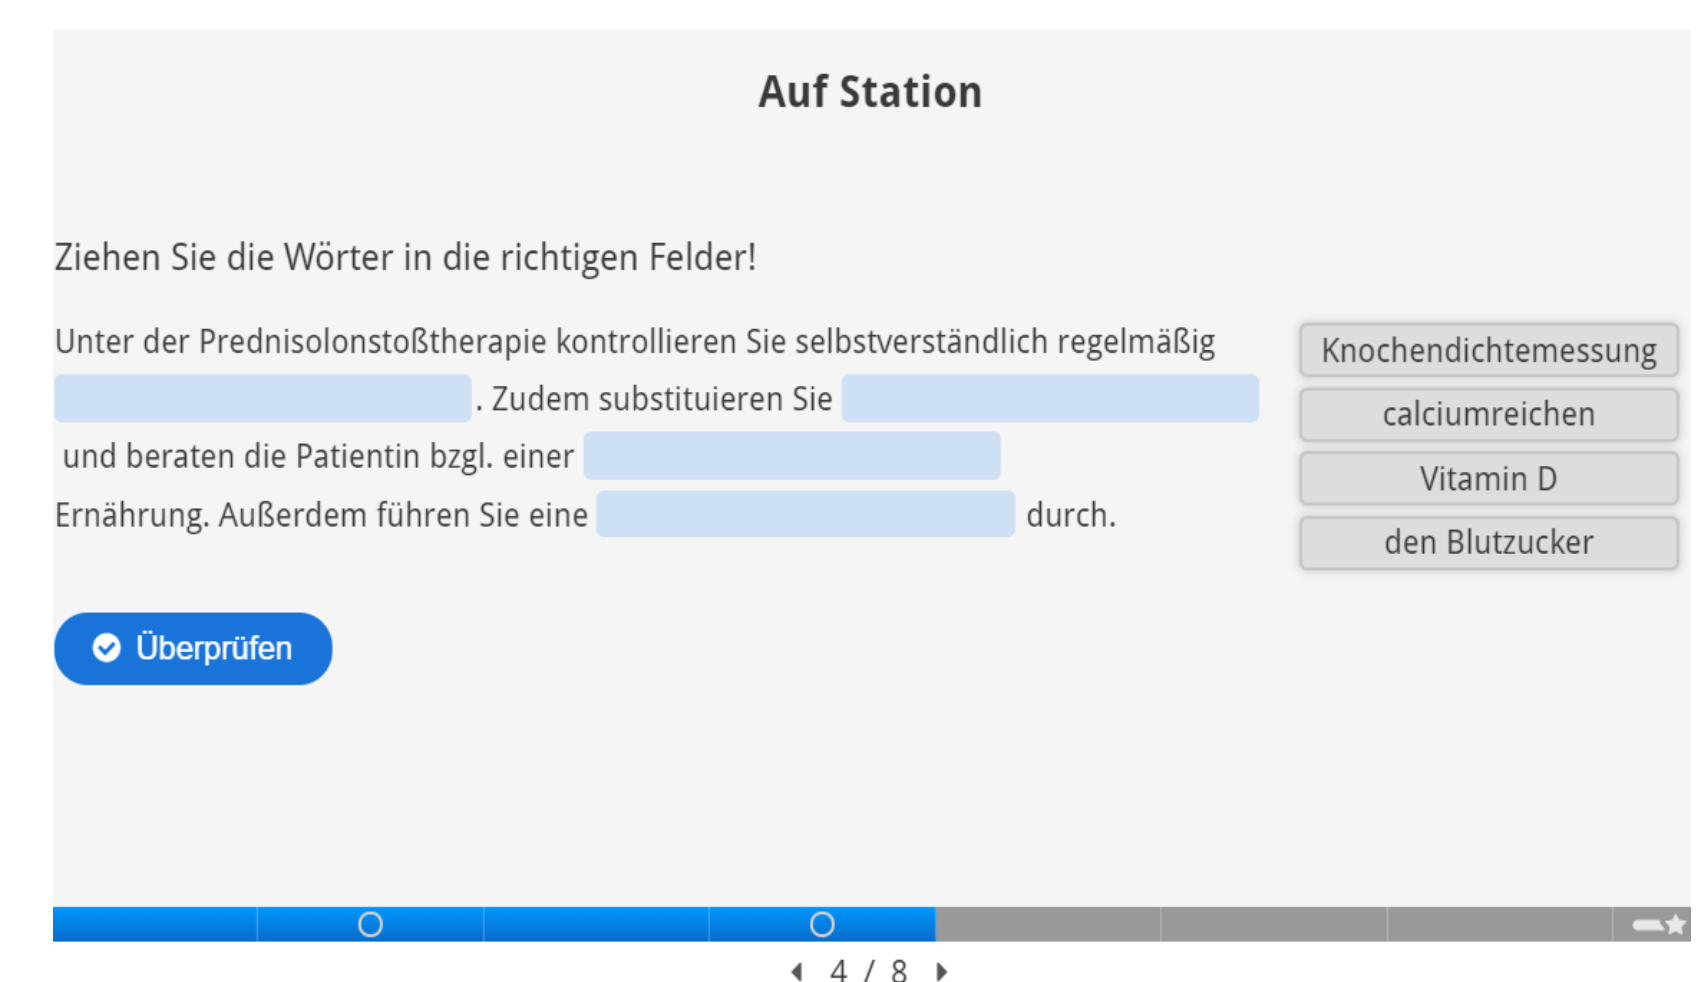 Auf Station
Ziehen Sie die Wörter in die richtigen Felder!
Unter der Prednisolonstoßtherapie kontrollieren Sie selbstverständlich regelmäßig
. Zudem substituieren Sie
und beraten die Patientin bzgl. einer
Ernährung. Außerdem führen Sie eine durch.
Knochendichtemessung
calciumreichen
Vitamin D
den Blutzucker
Überprüfen
4 / 8